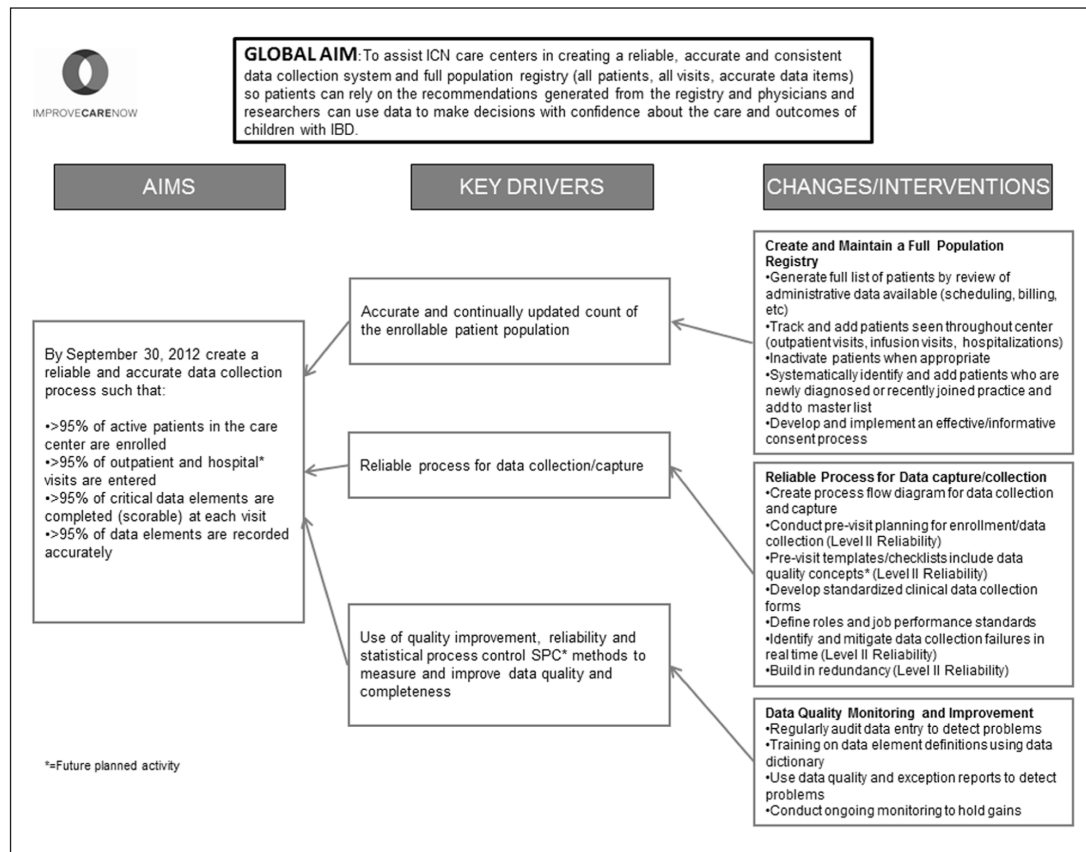 GLOBAL AIM: To assist ICN care centers in creating a reliable, accurate and consistent
data collection system and full population registry (all patients, all visits, accurate data items)
so patients can rely on the recommendations generated from the registry and physicians and
researchers can use data to make decisions with confidence about the care and outcomes of
children with IBD.
IMPROVECARENOW
AIMS
KEY DRIVERS
CHANGES/INTERVENTIONS
By September 30, 2012 create a
reliable and accurate data collection
process such that:
•>95% of active patients in the care
center are enrolled
•>95% of outpatient and hospital*
visits are entered
•>95% of critical data elements are
completed (scorable) at each visit
•>95% of data elements are recorded
accurately
Accurate and continually updated count of
the enrollable patient population
Reliable process for data collection/capture
Use of quality improvement, reliability and
statistical process control SPC* methods to
measure and improve data quality and
completeness
Create and Maintain a Full Population
Registry
•Generate full list of patients by review of
administrative data available (scheduling, billing,
etc)
•Track and add patients seen throughout center
(outpatient visits, infusion visits, hospitalizations)
•Inactivate patients when appropriate
•Systematically identify and add patients who are
newly diagnosed or recently joined practice and
add to master list
•Develop and implement an effective/informative
consent process
Reliable Process for Data capture/collection
•Create process flow diagram for data collection
and capture
•Conduct pre-visit planning for enrollment/data
collection (Level II Reliability)
•Pre-visit templates/checklists include data
quality concepts* (Level II Reliability)
•Develop standardized clinical data collection
forms
•Define roles and job performance standards
•Identify and mitigate data collection failures in
real time (Level II Reliability)
•Build in redundancy (Level II Reliability)
Data Quality Monitoring and Improvement
•Regularly audit data entry to detect problems
•Training on data element definitions using data
dictionary
•Use data quality and exception reports to detect
problems
•Conduct ongoing monitoring to hold gains
*=Future planned activity